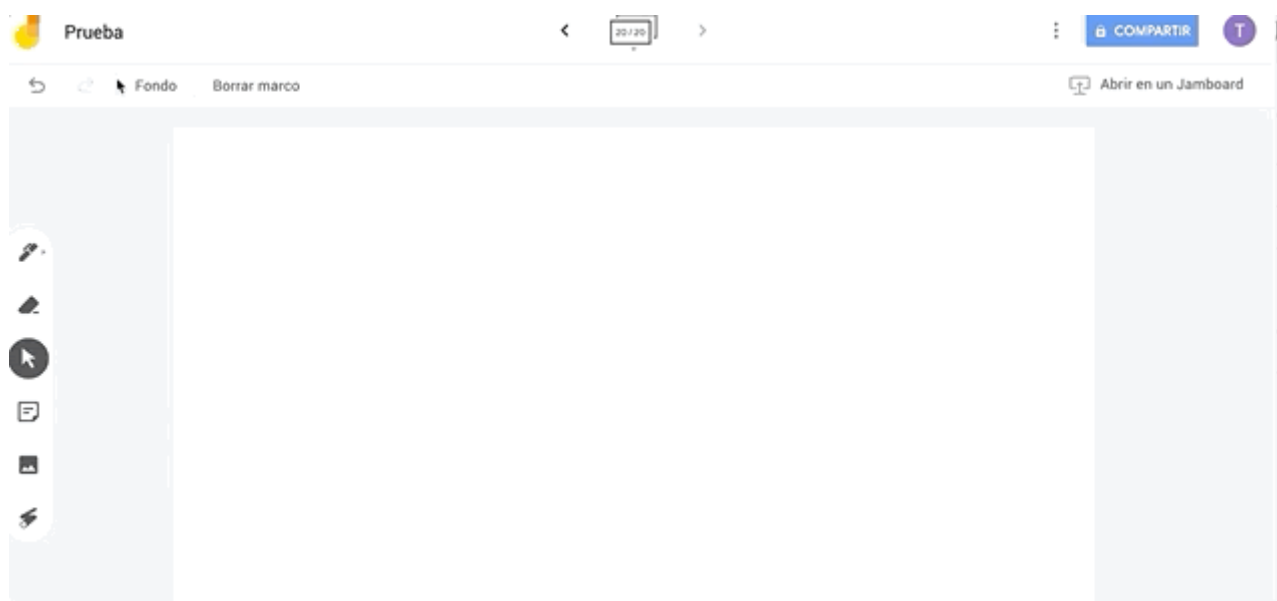 Prueba
20 / 20
COMPARTIR
T
Fondo
Borrar marco
Abrir en un Jamboard